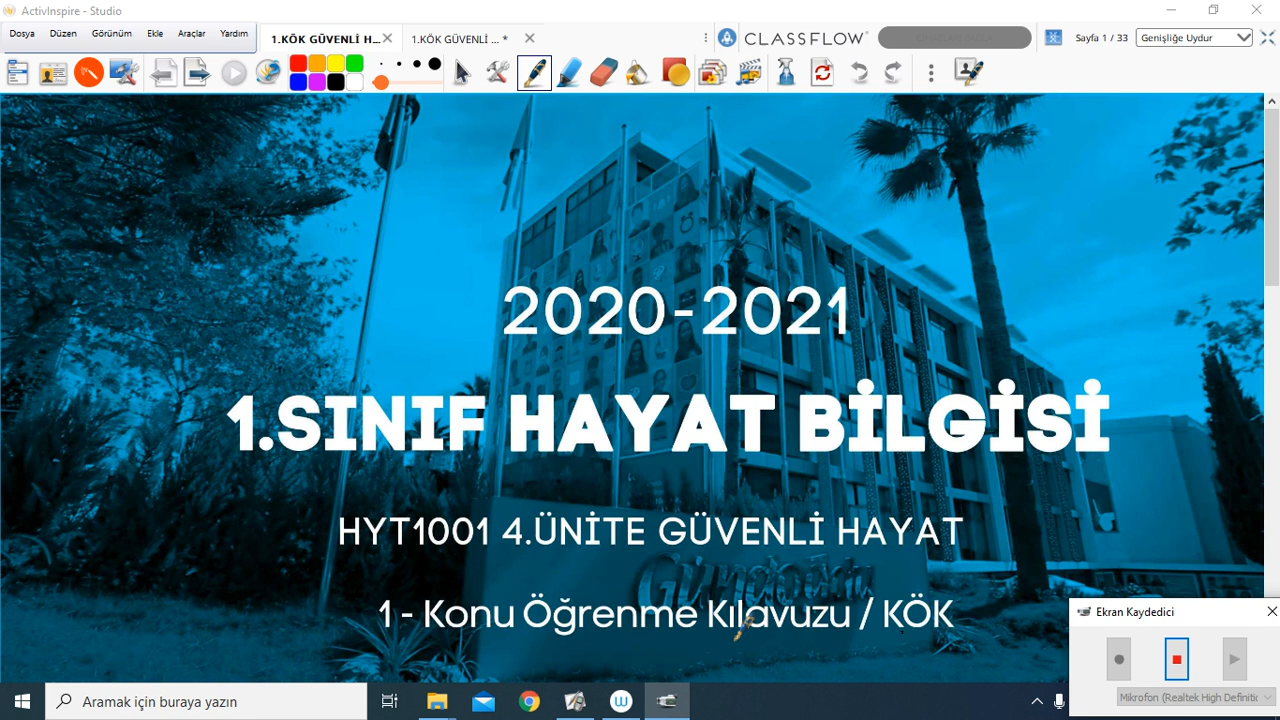 ActivInspire - Studio
Dosya Düzen Görünüm Ekle Araçlar Yardım
1.KÖK GÜVENLİ H...
1.KÖK GÜVENLİ ... *
CLASSFLOW
Sayfa 1 / 33
Genişliğe Uydur
2020-2021
1.SINIF HAYAT BİLGİSİ
HYT1001 4.ÜNİTE GÜVENLİ HAYAT
1 - Konu Öğrenme Kılavuzu / KÖK
Ekran Kaydedici
Mikrofon (Realtek High Definitic
Aramak için buraya yazın